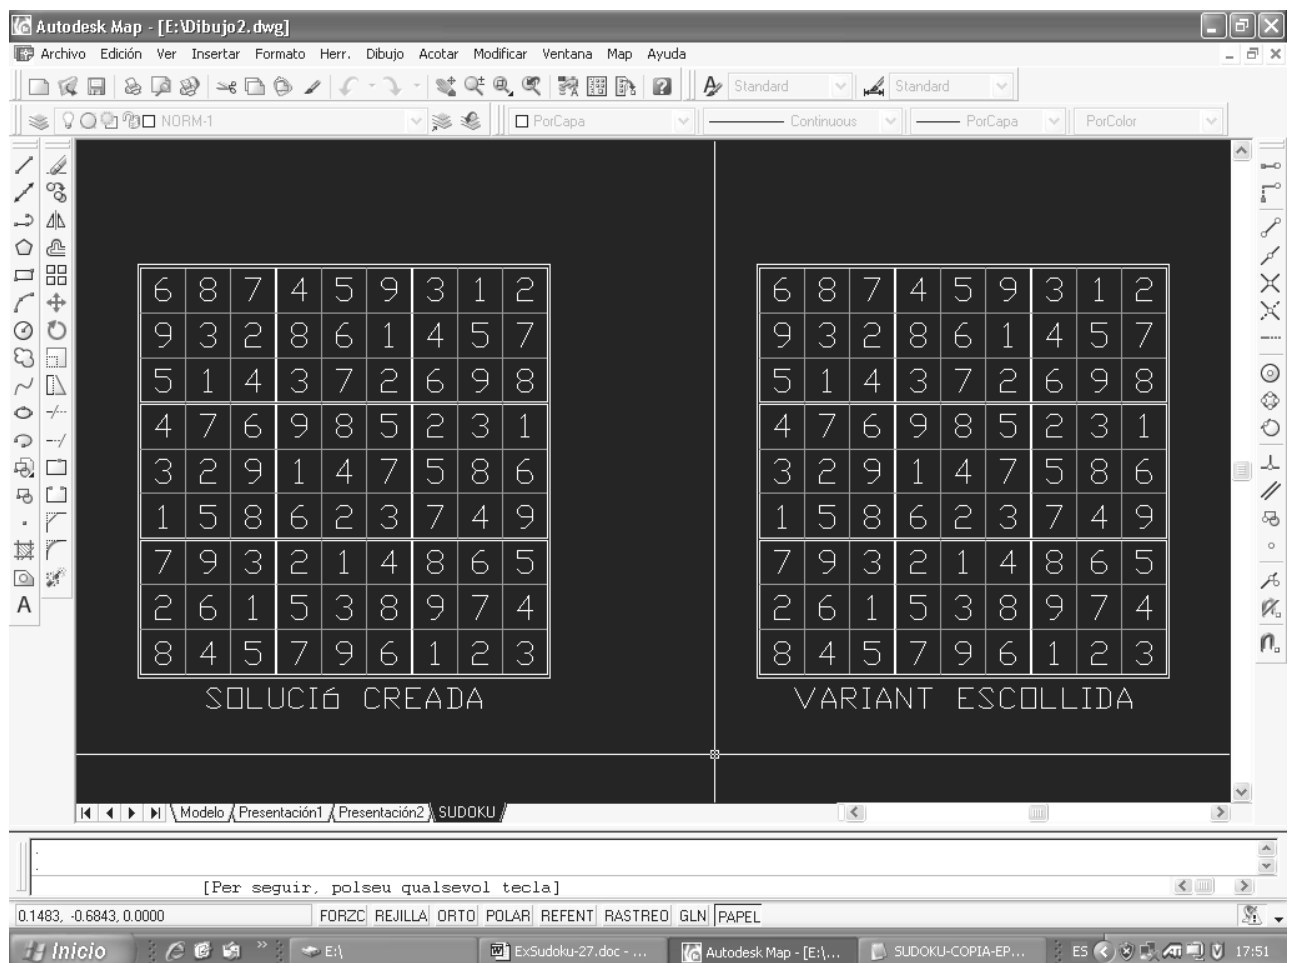 Autodesk Map - [E:\Dibujo2.dwg]
Archivo Edición Ver Insertar Formato Herr. Dibujo Acotar Modificar Ventana Map Ayuda
Standard Standard
NORM-1 PorCapa Continuous PorCapa PorColor
6 8 7 4 5 9 3 1 2 6 8 7 4 5 9 3 1 2
9 3 2 8 6 1 4 5 7 9 3 2 8 6 1 4 5 7
5 1 4 3 7 2 6 9 8 5 1 4 3 7 2 6 9 8
4 7 6 9 8 5 2 3 1 4 7 6 9 8 5 2 3 1
3 2 9 1 4 7 5 8 6 3 2 9 1 4 7 5 8 6
1 5 8 6 2 3 7 4 9 1 5 8 6 2 3 7 4 9
7 9 3 2 1 4 8 6 5 7 9 3 2 1 4 8 6 5
2 6 1 5 3 8 9 7 4 2 6 1 5 3 8 9 7 4
8 4 5 7 9 6 1 2 3 8 4 5 7 9 6 1 2 3
SOLUCIó CREADA VARIANT ESCOLLIDA
A
Modelo Presentación1 Presentación2 SUDOKU
.
.
[Per seguir, polseu qualsevol tecla]
0.1483, -0.6843, 0.0000 FORZC REJILLA ORTO POLAR REFENT RASTREO GLN PAPEL
Inicio » E:\ ExSudoku-27.doc - ... Autodesk Map - [E:\... SUDOKU-COPIA-EP... ES 17:51